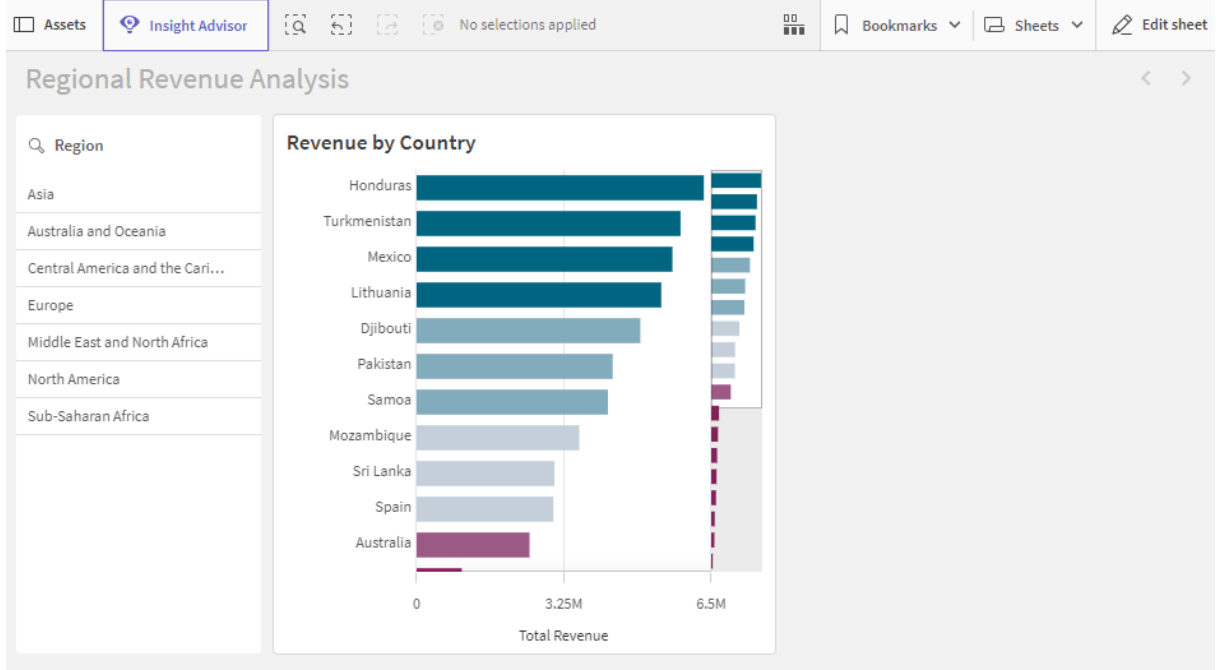 Assets
Insight Advisor
No selections applied
Bookmarks
Sheets
Edit sheet
Regional Revenue Analysis
Region
Asia
Australia and Oceania
Central America and the Cari...
Europe
Middle East and North Africa
North America
Sub-Saharan Africa
Revenue by Country
Honduras
Turkmenistan
Mexico
Lithuania
Djibouti
Pakistan
Samoa
Mozambique
Sri Lanka
Spain
Australia
0 3.25M 6.5M
Total Revenue